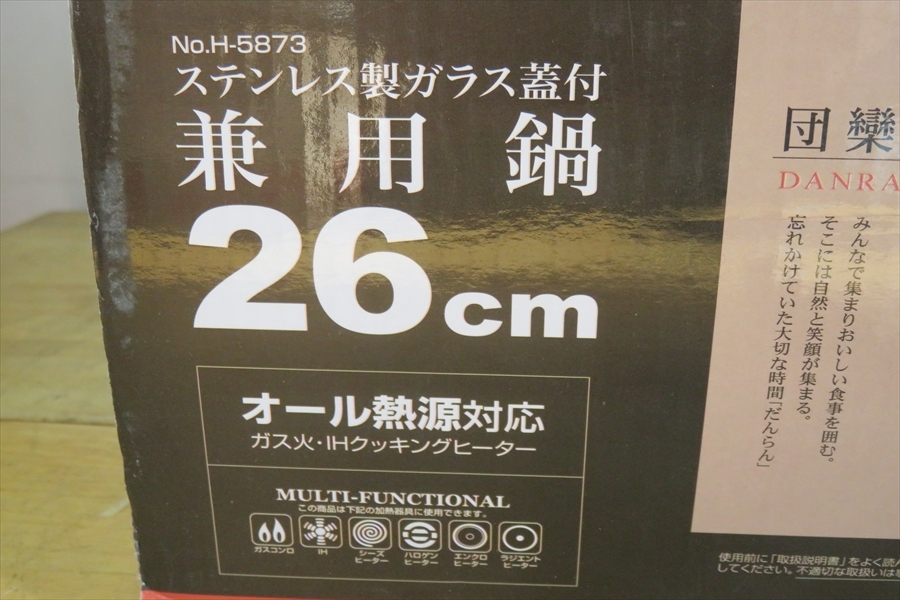 No.H-5873
ステンレス製ガラス蓋付
兼用鍋
26cm
オール熱源対応
ガス火・IHクッキングヒーター
MULTI-FUNCTIONAL
この商品は下記の加熱器具に使用できます。
ガスコンロ
IH
シーズ
ヒーター
ハロゲン
ヒーター
エンクロ
ヒーター
ラジエント
ヒーター
団欒
DANRA
みんなで集まりおいしい食事を囲む。
そこには自然と笑顔が集まる。
忘れかけていた大切な時間「だんらん」
使用前に「取扱説明書」をよく読
してください。不適切な取扱いは